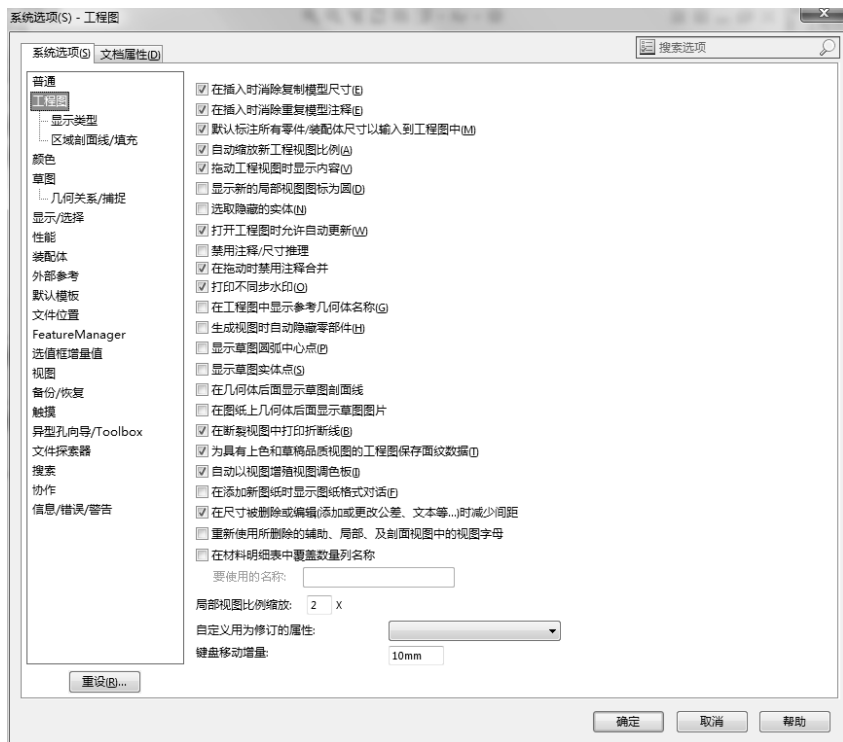 系统选项(S) - 工程图
系统选项(S) 文档属性(D)
搜索选项
普通
工程图
显示类型
区域剖面线/填充
颜色
草图
几何关系/捕捉
显示/选择
性能
装配体
外部参考
默认模板
文件位置
FeatureManager
选值框增量值
视图
备份/恢复
触摸
异型孔向导/Toolbox
文件探索器
搜索
协作
信息/错误/警告
重设(R)...
在插入时消除复制模型尺寸(E)
在插入时消除重复模型注释(E)
默认标注所有零件/装配体尺寸以输入到工程图中(M)
自动缩放新工程视图比例(A)
拖动工程视图时显示内容(V)
显示新的局部视图图标为圆(D)
选取隐藏的实体(N)
打开工程图时允许自动更新(W)
禁用注释/尺寸推理
在拖动时禁用注释合并
打印不同步水印(O)
在工程图中显示参考几何体名称(G)
生成视图时自动隐藏零部件(H)
显示草图圆弧中心点(P)
显示草图实体点(S)
在几何体后面显示草图剖面线
在图纸上几何体后面显示草图图片
在断裂视图中打印折断线(B)
为具有上色和草稿品质视图的工程图保存面纹数据(T)
自动以视图增殖视图调色板(I)
在添加新图纸时显示图纸格式对话(F)
在尺寸被删除或编辑(添加或更改公差、文本等...)时减少间距
重新使用所删除的辅助、局部、及剖面视图中的视图字母
在材料明细表中覆盖数量列名称
要使用的名称:
局部视图比例缩放: 2 X
自定义用为修订的属性:
键盘移动增量: 10mm
确定 取消 帮助